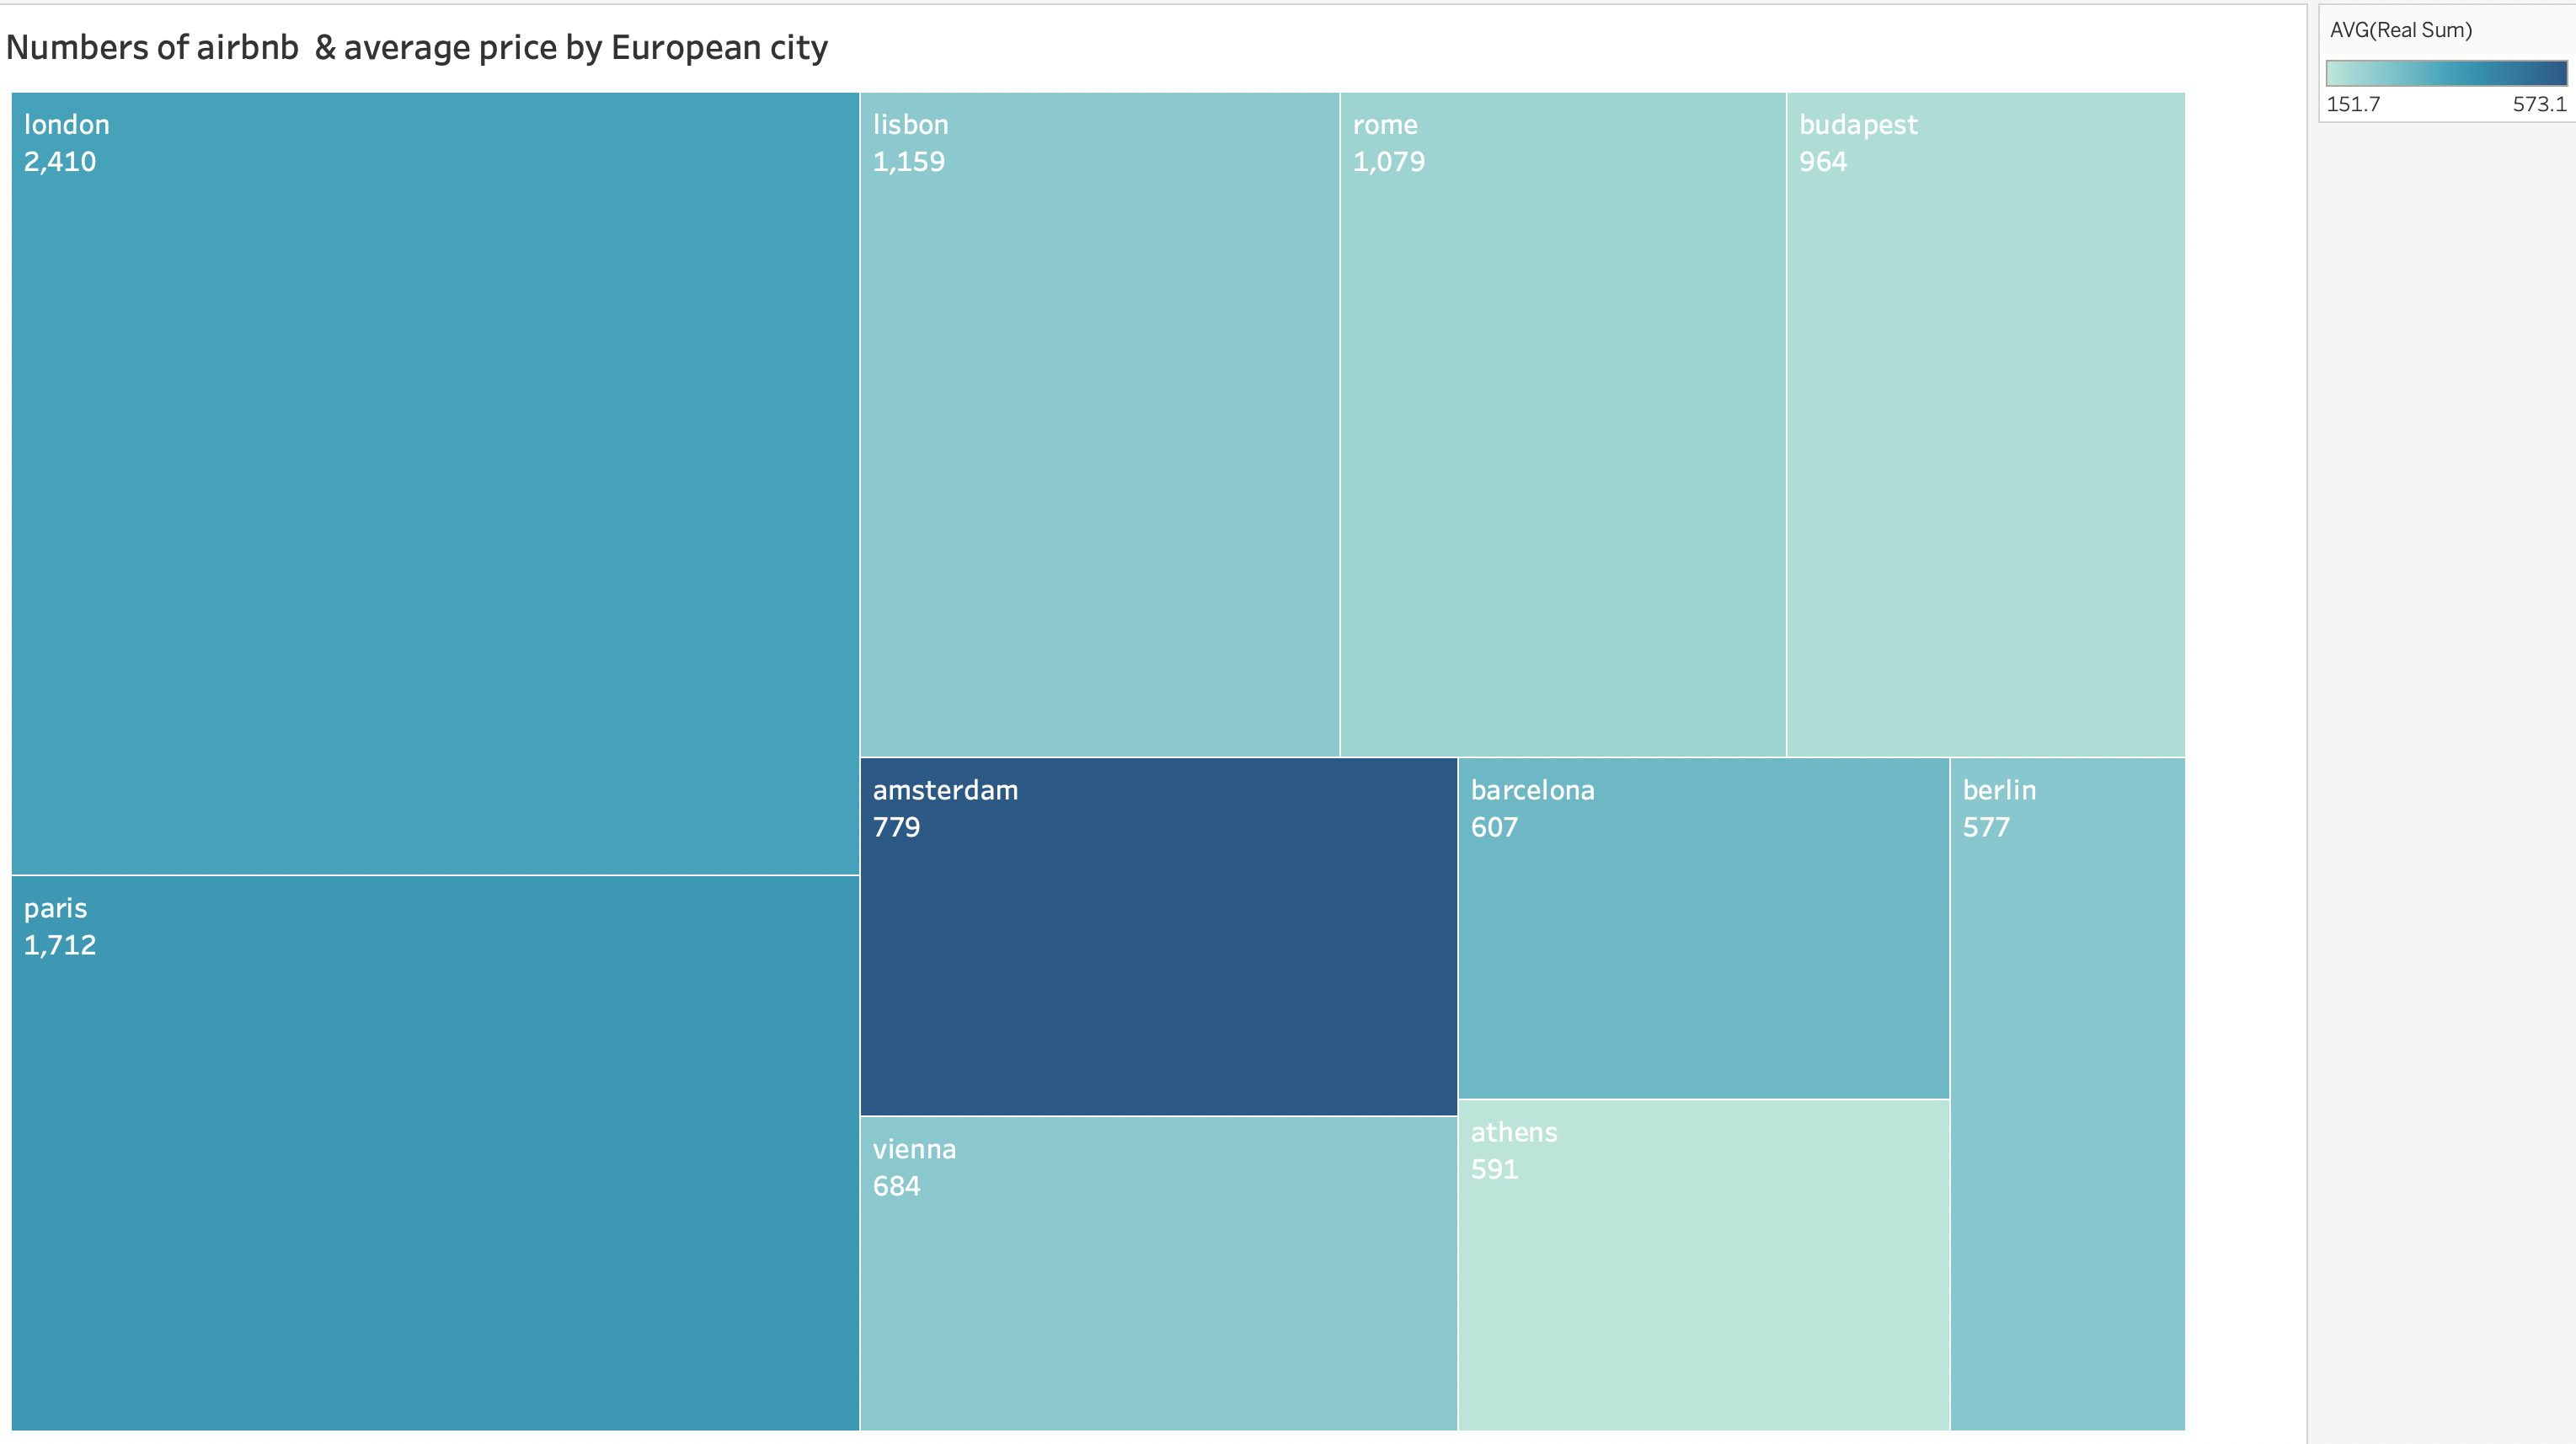 Numbers of airbnb  & average price by European city
AVG(Real Sum)
151.7 573.1
london
2,410
lisbon
1,159
rome
1,079
budapest
964
amsterdam
779
barcelona
607
berlin
577
paris
1,712
vienna
684
athens
591